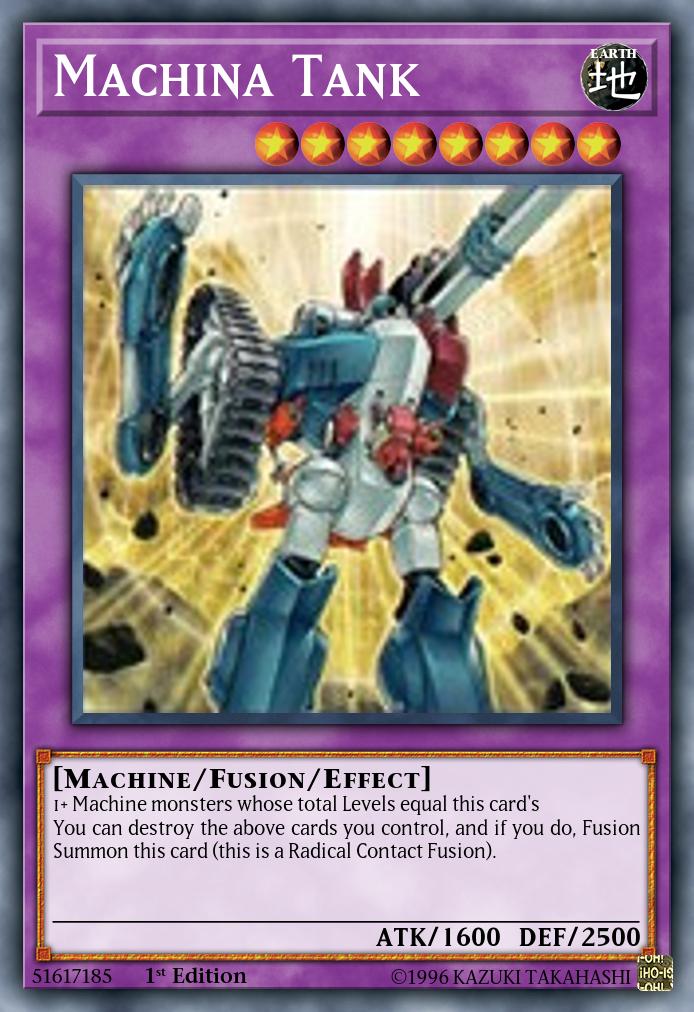 MACHINA TANK
EARTH
地
[MACHINE/FUSION/EFFECT]
1+ Machine monsters whose total Levels equal this card's
You can destroy the above cards you control, and if you do, Fusion
Summon this card (this is a Radical Contact Fusion).
ATK/1600 DEF/2500
51617185 1st Edition ©1996 KAZUKI TAKAHASHI